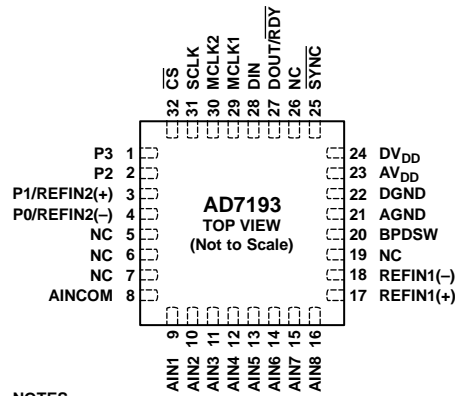 CS
SCLK
MCLK2
MCLK1
DIN
DOUT/RDY
NC
SYNC
32 31 30 29 28 27 26 25
P3 1
P2 2
P1/REFIN2(+) 3
P0/REFIN2(–) 4
NC 5
NC 6
NC 7
AINCOM 8
AD7193
TOP VIEW
(Not to Scale)
24 DVDD
23 AVDD
22 DGND
21 AGND
20 BPDSW
19 NC
18 REFIN1(–)
17 REFIN1(+)
9 10 11 12 13 14 15 16
AIN1
AIN2
AIN3
AIN4
AIN5
AIN6
AIN7
AIN8
NOTES